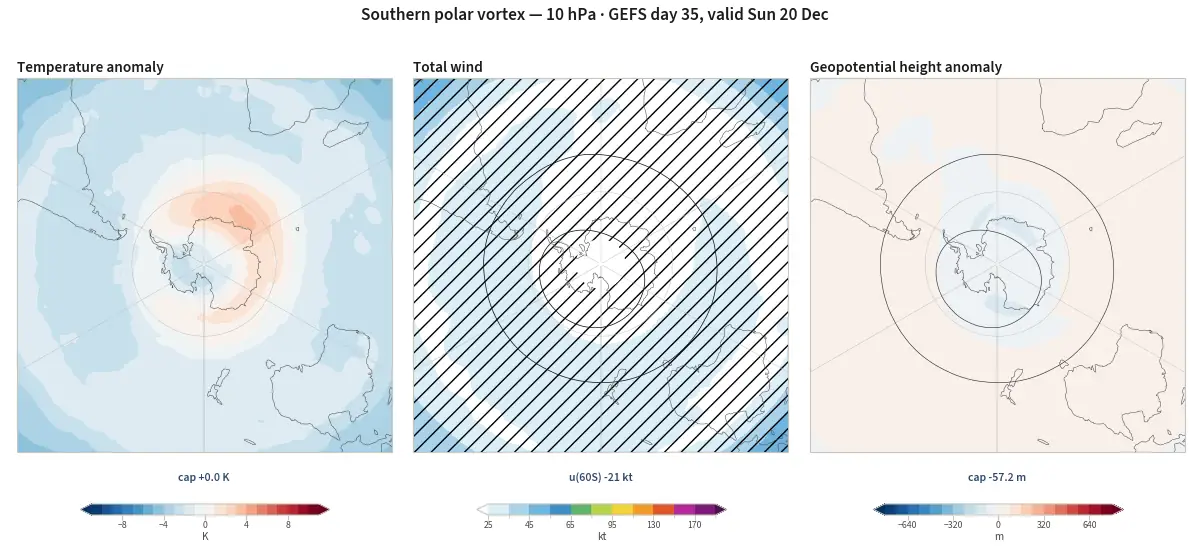 Southern polar vortex — 10 hPa · GEFS day 35, valid Sun 20 Dec
Temperature anomaly
Total wind
Geopotential height anomaly
cap +0.0 K
u(60S) -21 kt
cap -57.2 m
−8 −4 0 4 8
K
25 45 65 95 130 170
kt
−640 −320 0 320 640
m